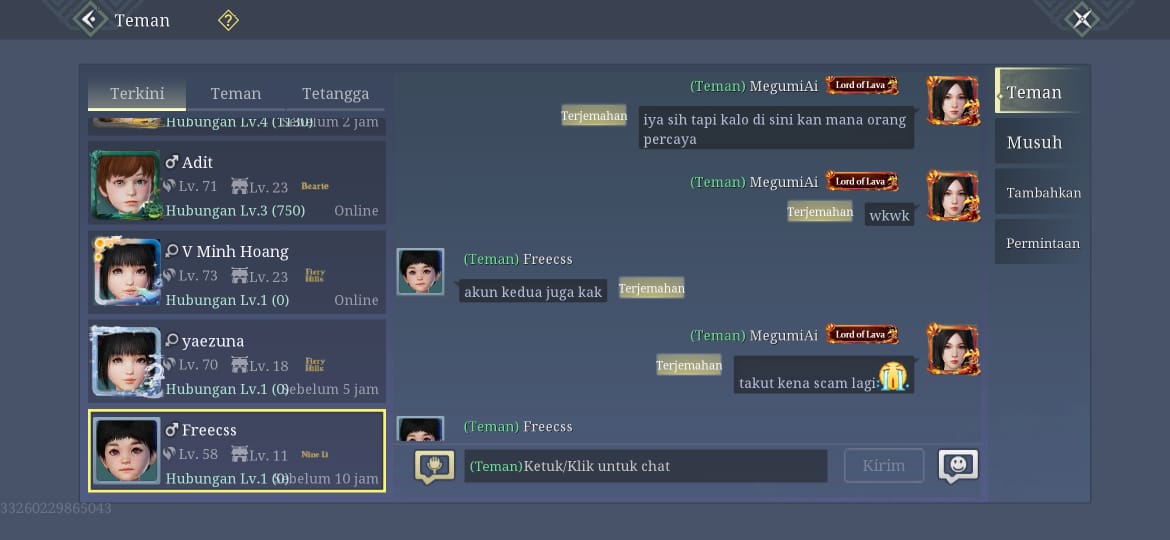 Teman
?
Terkini
Teman
Tetangga
Hubungan Lv.4 (1130) Sebelum 2 jam
Adit
Lv. 71 Lv. 23 Bearte
Hubungan Lv.3 (750) Online
V Minh Hoang
Lv. 73 Lv. 23 Fiery Hills
Hubungan Lv.1 (0) Online
yaezuna
Lv. 70 Lv. 18 Fiery Hills
Hubungan Lv.1 (0) Sebelum 5 jam
Freecss
Lv. 58 Lv. 11 Nine Li
Hubungan Lv.1 (0) Sebelum 10 jam
(Teman) MegumiAi Lord of Lava
Terjemahan
iya sih tapi kalo di sini kan mana orang
percaya
(Teman) MegumiAi Lord of Lava
Terjemahan
wkwk
(Teman) Freecss
akun kedua juga kak
Terjemahan
(Teman) MegumiAi Lord of Lava
Terjemahan
takut kena scam lagi😭
(Teman) Freecss
(Teman)Ketuk/Klik untuk chat
Kirim
Teman
Musuh
Tambahkan
Permintaan
33260229865043